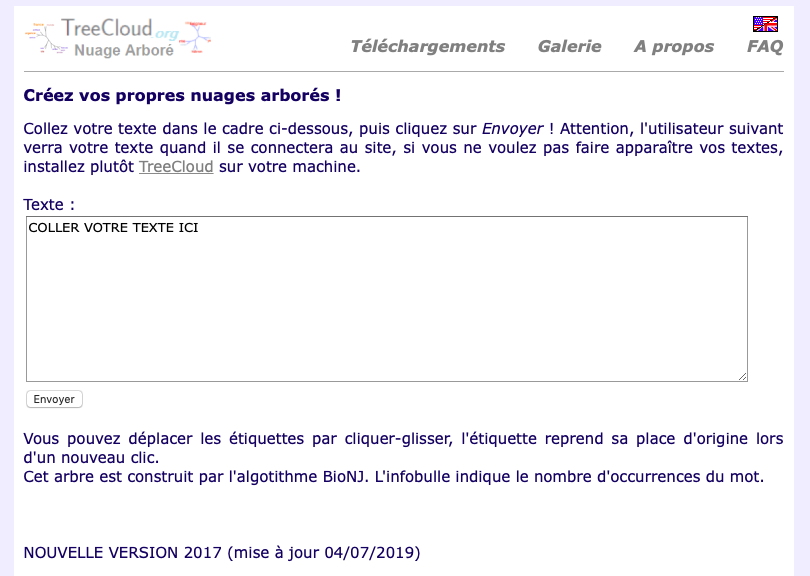 TreeCloud.org
Nuage Arboré
Téléchargements Galerie A propos FAQ
Créez vos propres nuages arborés !
Collez votre texte dans le cadre ci-dessous, puis cliquez sur Envoyer ! Attention, l'utilisateur suivant
verra votre texte quand il se connectera au site, si vous ne voulez pas faire apparaître vos textes,
installez plutôt TreeCloud sur votre machine.
Texte :
COLLER VOTRE TEXTE ICI
Envoyer
Vous pouvez déplacer les étiquettes par cliquer-glisser, l'étiquette reprend sa place d'origine lors
d'un nouveau clic.
Cet arbre est construit par l'algotithme BioNJ. L'infobulle indique le nombre d'occurrences du mot.
NOUVELLE VERSION 2017 (mise à jour 04/07/2019)